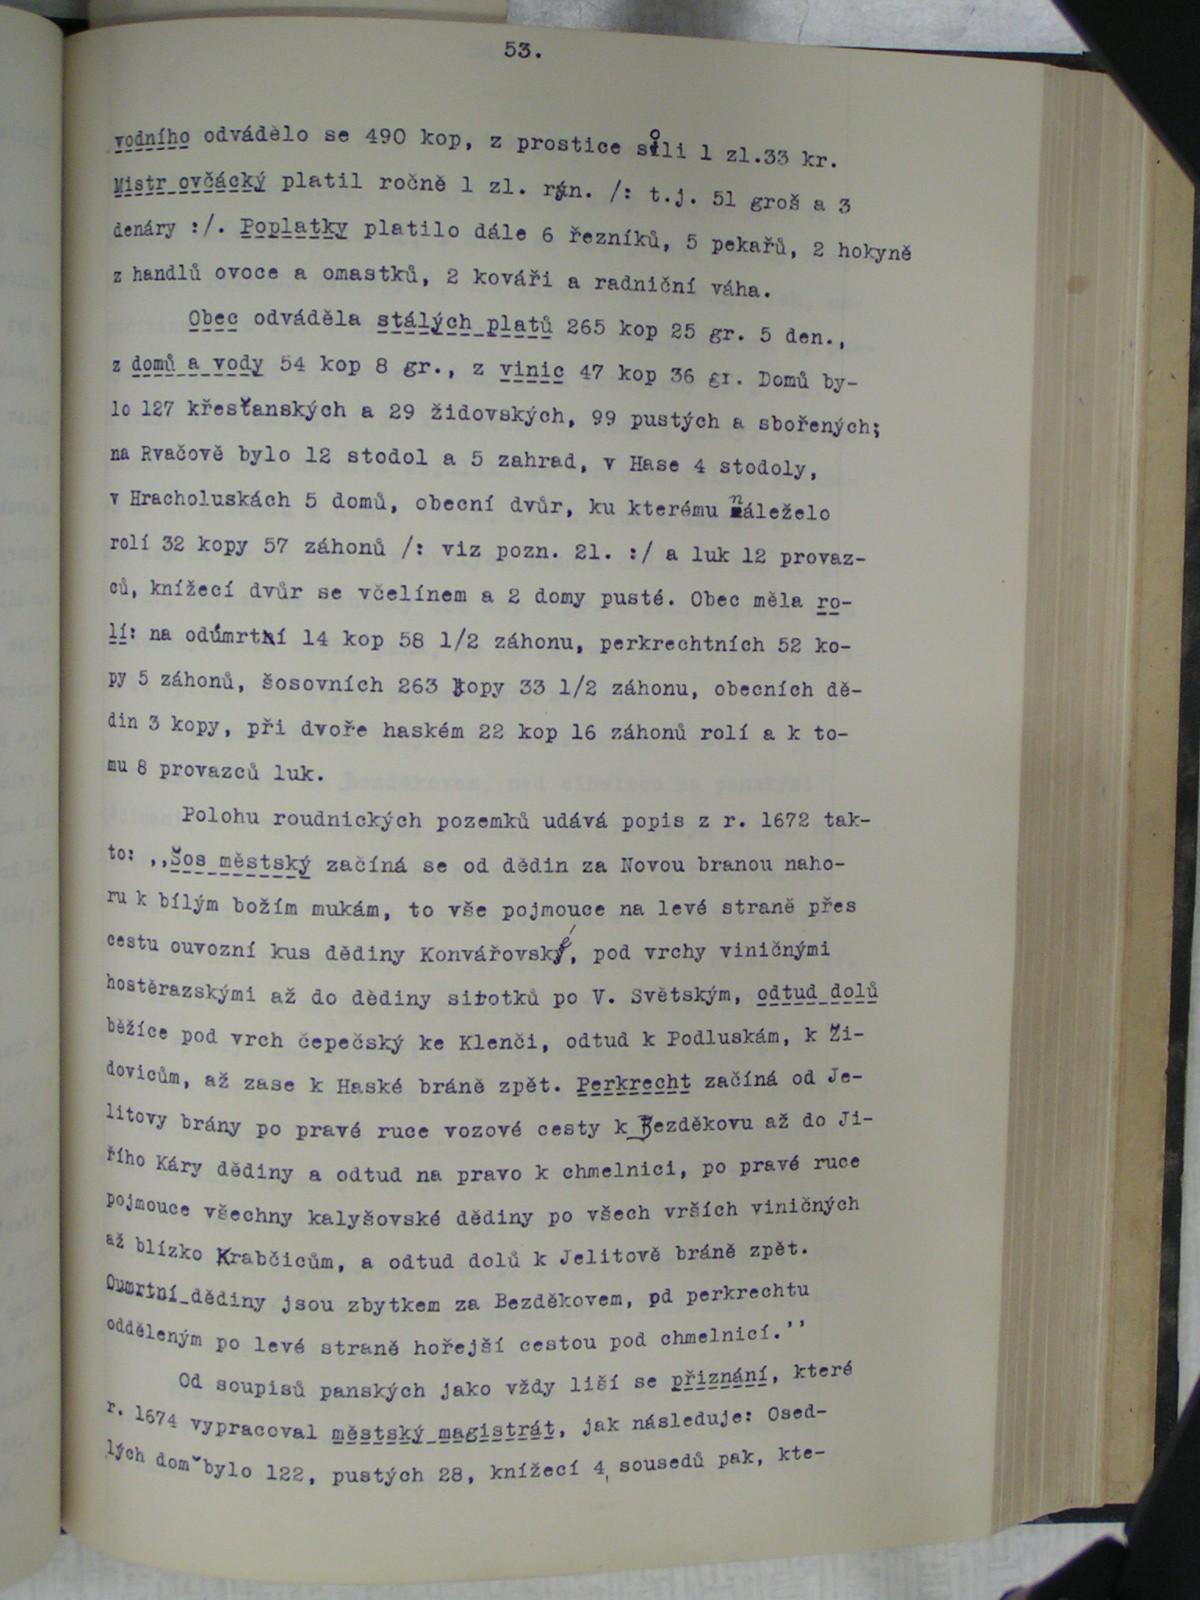 53.
vodního odvádělo se 490 kop, z prostice soli 1 zl.33 kr.
Mistr ovčácký platil ročně 1 zl. rýn. /: t.j. 51 groš a 3
denáry :/. Poplatky platilo dále 6 řezníků, 5 pekařů, 2 hokyně
z handlů ovoce a omastků, 2 kováři a radniční váha.
Obec odváděla stálých platů 265 kop 25 gr. 5 den.,
z domů a vody 54 kop 8 gr., z vinic 47 kop 36 gr. Domů by-
lo 127 křesťanských a 29 židovských, 99 pustých a sbořených;
na Rvačově bylo 12 stodol a 5 zahrad, v Hase 4 stodoly,
v Hracholuskách 5 domů, obecní dvůr, ku kterému náleželo
rolí 32 kopy 57 záhonů /: viz pozn. 21. :/ a luk 12 provaz-
ců, knížecí dvůr se včelínem a 2 domy pusté. Obec měla ro-
lí: na odúmrtní 14 kop 58 1/2 záhonu, perkrechtních 52 ko-
py 5 záhonů, šosovních 263 kopy 33 1/2 záhonu, obecních dě-
din 3 kopy, při dvoře haském 22 kop 16 záhonů rolí a k to-
mu 8 provazců luk.
Polohu roudnických pozemků udává popis z r. 1672 tak-
to: ,,Šos městský začíná se od dědin za Novou branou naho-
ru k bílým božím mukám, to vše pojmouce na levé straně přes
cestu ouvozní kus dědiny Konvářovské, pod vrchy viničnými
hostěrazskými až do dědiny sirotků po V. Světským, odtud dolů
běžíce pod vrch čepečský ke Klenči, odtud k Podluskám, k Ži-
dovicům, až zase k Haské bráně zpět. Perkrecht začíná od Je-
litovy brány po pravé ruce vozové cesty k Bezděkovu až do Ji-
řího Káry dědiny a odtud na pravo k chmelnici, po pravé ruce
pojmouce všechny kalyšovské dědiny po všech vrších viničných
až blízko Krabčicům, a odtud dolů k Jelitově bráně zpět.
Oumrtní dědiny jsou zbytkem za Bezděkovem, pd perkrechtu
odděleným po levé straně hořejší cestou pod chmelnicí.''
Od soupisů panských jako vždy liší se přiznání, které
r. 1674 vypracoval městský magistrát, jak následuje: Osed-
lých domˇbylo 122, pustých 28, knížecí 4, sousedů pak, kte-